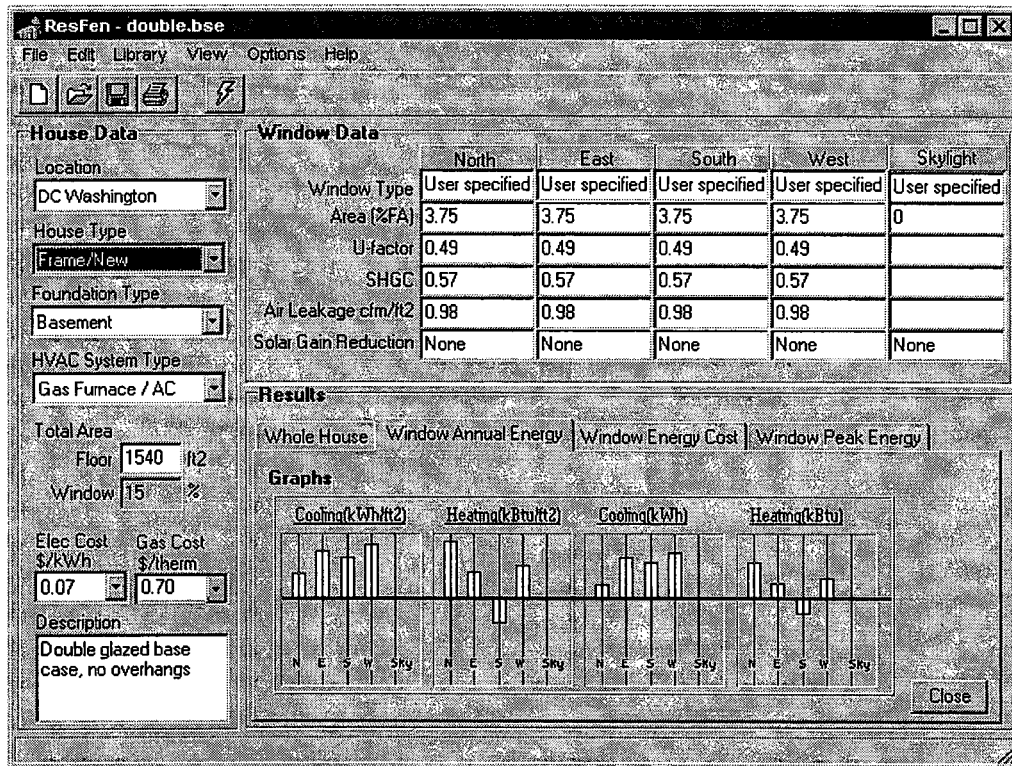 ResFen - double.bse
File Edit Library View Options Help
House Data
Location
DC Washington
House Type
Frame/New
Foundation Type
Basement
HVAC System Type
Gas Furnace / AC
Total Area
Floor 1540 ft2
Window 15 %
Elec Cost Gas Cost
$/kWh $/therm
0.07 0.70
Description
Double glazed base
case, no overhangs
Window Data
North East South West Skylight
Window Type User specified User specified User specified User specified User specified
Area (%FA) 3.75 3.75 3.75 3.75 0
U-factor 0.49 0.49 0.49 0.49
SHGC 0.57 0.57 0.57 0.57
Air Leakage cfm/ft2 0.98 0.98 0.98 0.98
Solar Gain Reduction None None None None None
Results
Whole House Window Annual Energy Window Energy Cost Window Peak Energy
Graphs
Cooling(kWh/ft2) Heating(kBtu/ft2) Cooling(kWh) Heating(kBtu)
N E S W Sky N E S W Sky N E S W Sky N E S W Sky
Close